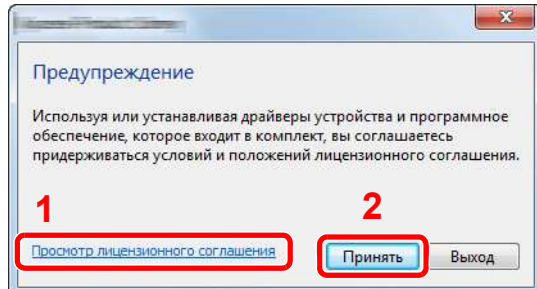 Предупреждение
Используя или устанавливая драйверы устройства и программное
обеспечение, которое входит в комплект, вы соглашаетесь
придерживаться условий и положений лицензионного соглашения.
1
2
Просмотр лицензионного соглашения
Принять
Выход